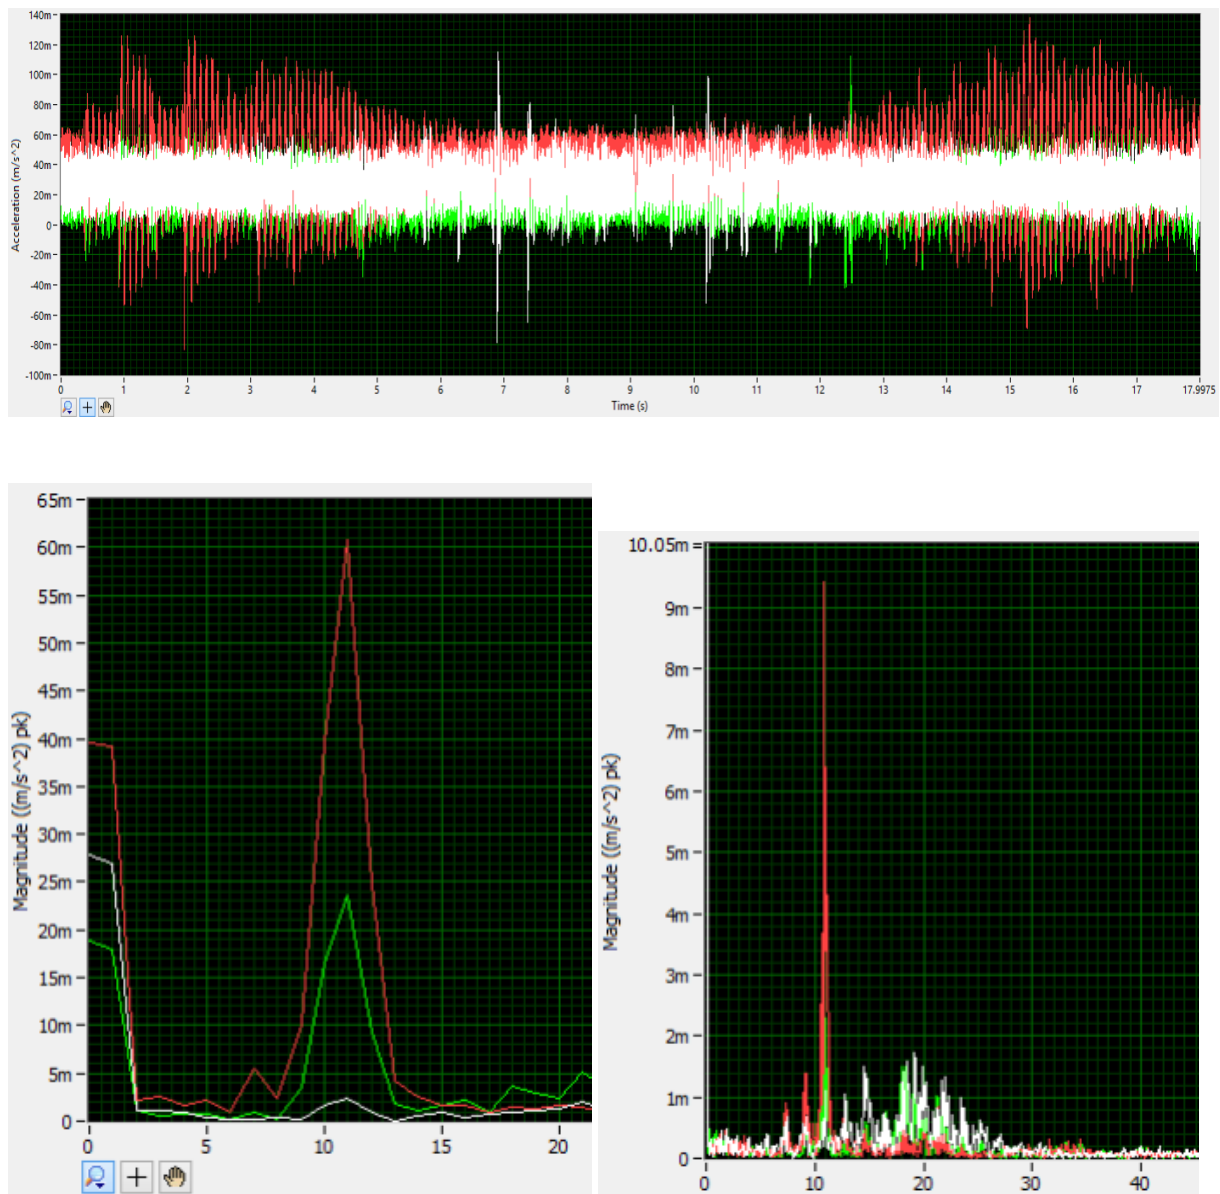 140m
120m
100m
80m
60m
40m
20m
0
-20m
-40m
-60m
-80m
-100m
Acceleration (m/s^2)
0 1 2 3 4 5 6 7 8 9 10 11 12 13 14 15 16 17 17.9975
Time (s)
65m
60m
55m
50m
45m
40m
35m
30m
25m
20m
15m
10m
5m
0
Magnitude ((m/s^2) pk)
0 5 10 15 20
10.05m
9m
8m
7m
6m
5m
4m
3m
2m
1m
0
Magnitude ((m/s^2) pk)
0 10 20 30 40